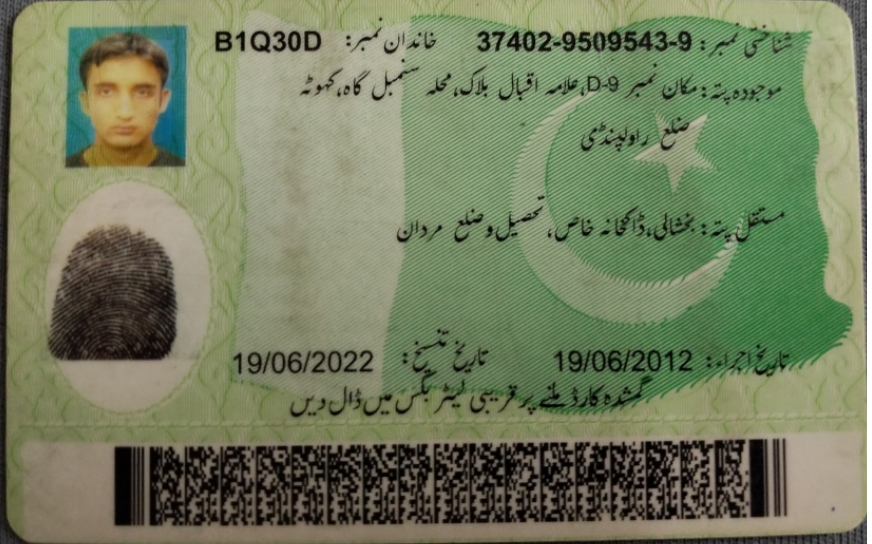 شناختی نمبر: 37402-9509543-9 خاندان نمبر: B1Q30D
موجودہ پتہ: مکان نمبر D-9، علامہ اقبال بلاک، محلہ سنمبل گاہ، کہوٹہ
ضلع راولپنڈی
مستقل پتہ: بخشالی، ڈاکخانہ خاص، تحصیل و ضلع مردان
تاریخ اجراء: 19/06/2012 تاریخ تنسیخ: 19/06/2022
گمشدہ کارڈ ملنے پر قریبی لیٹر بکس میں ڈال دیں